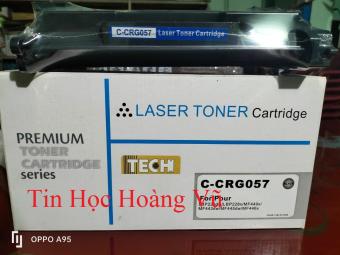 C-CRG057 Laser Toner Cartridge
LASER TONER Cartridge
PREMIUM
TONER
CARTRIDGE
series
TECH
C-CRG057
For/Pour
Tin Học Hoàng Vũ
OPPO A95